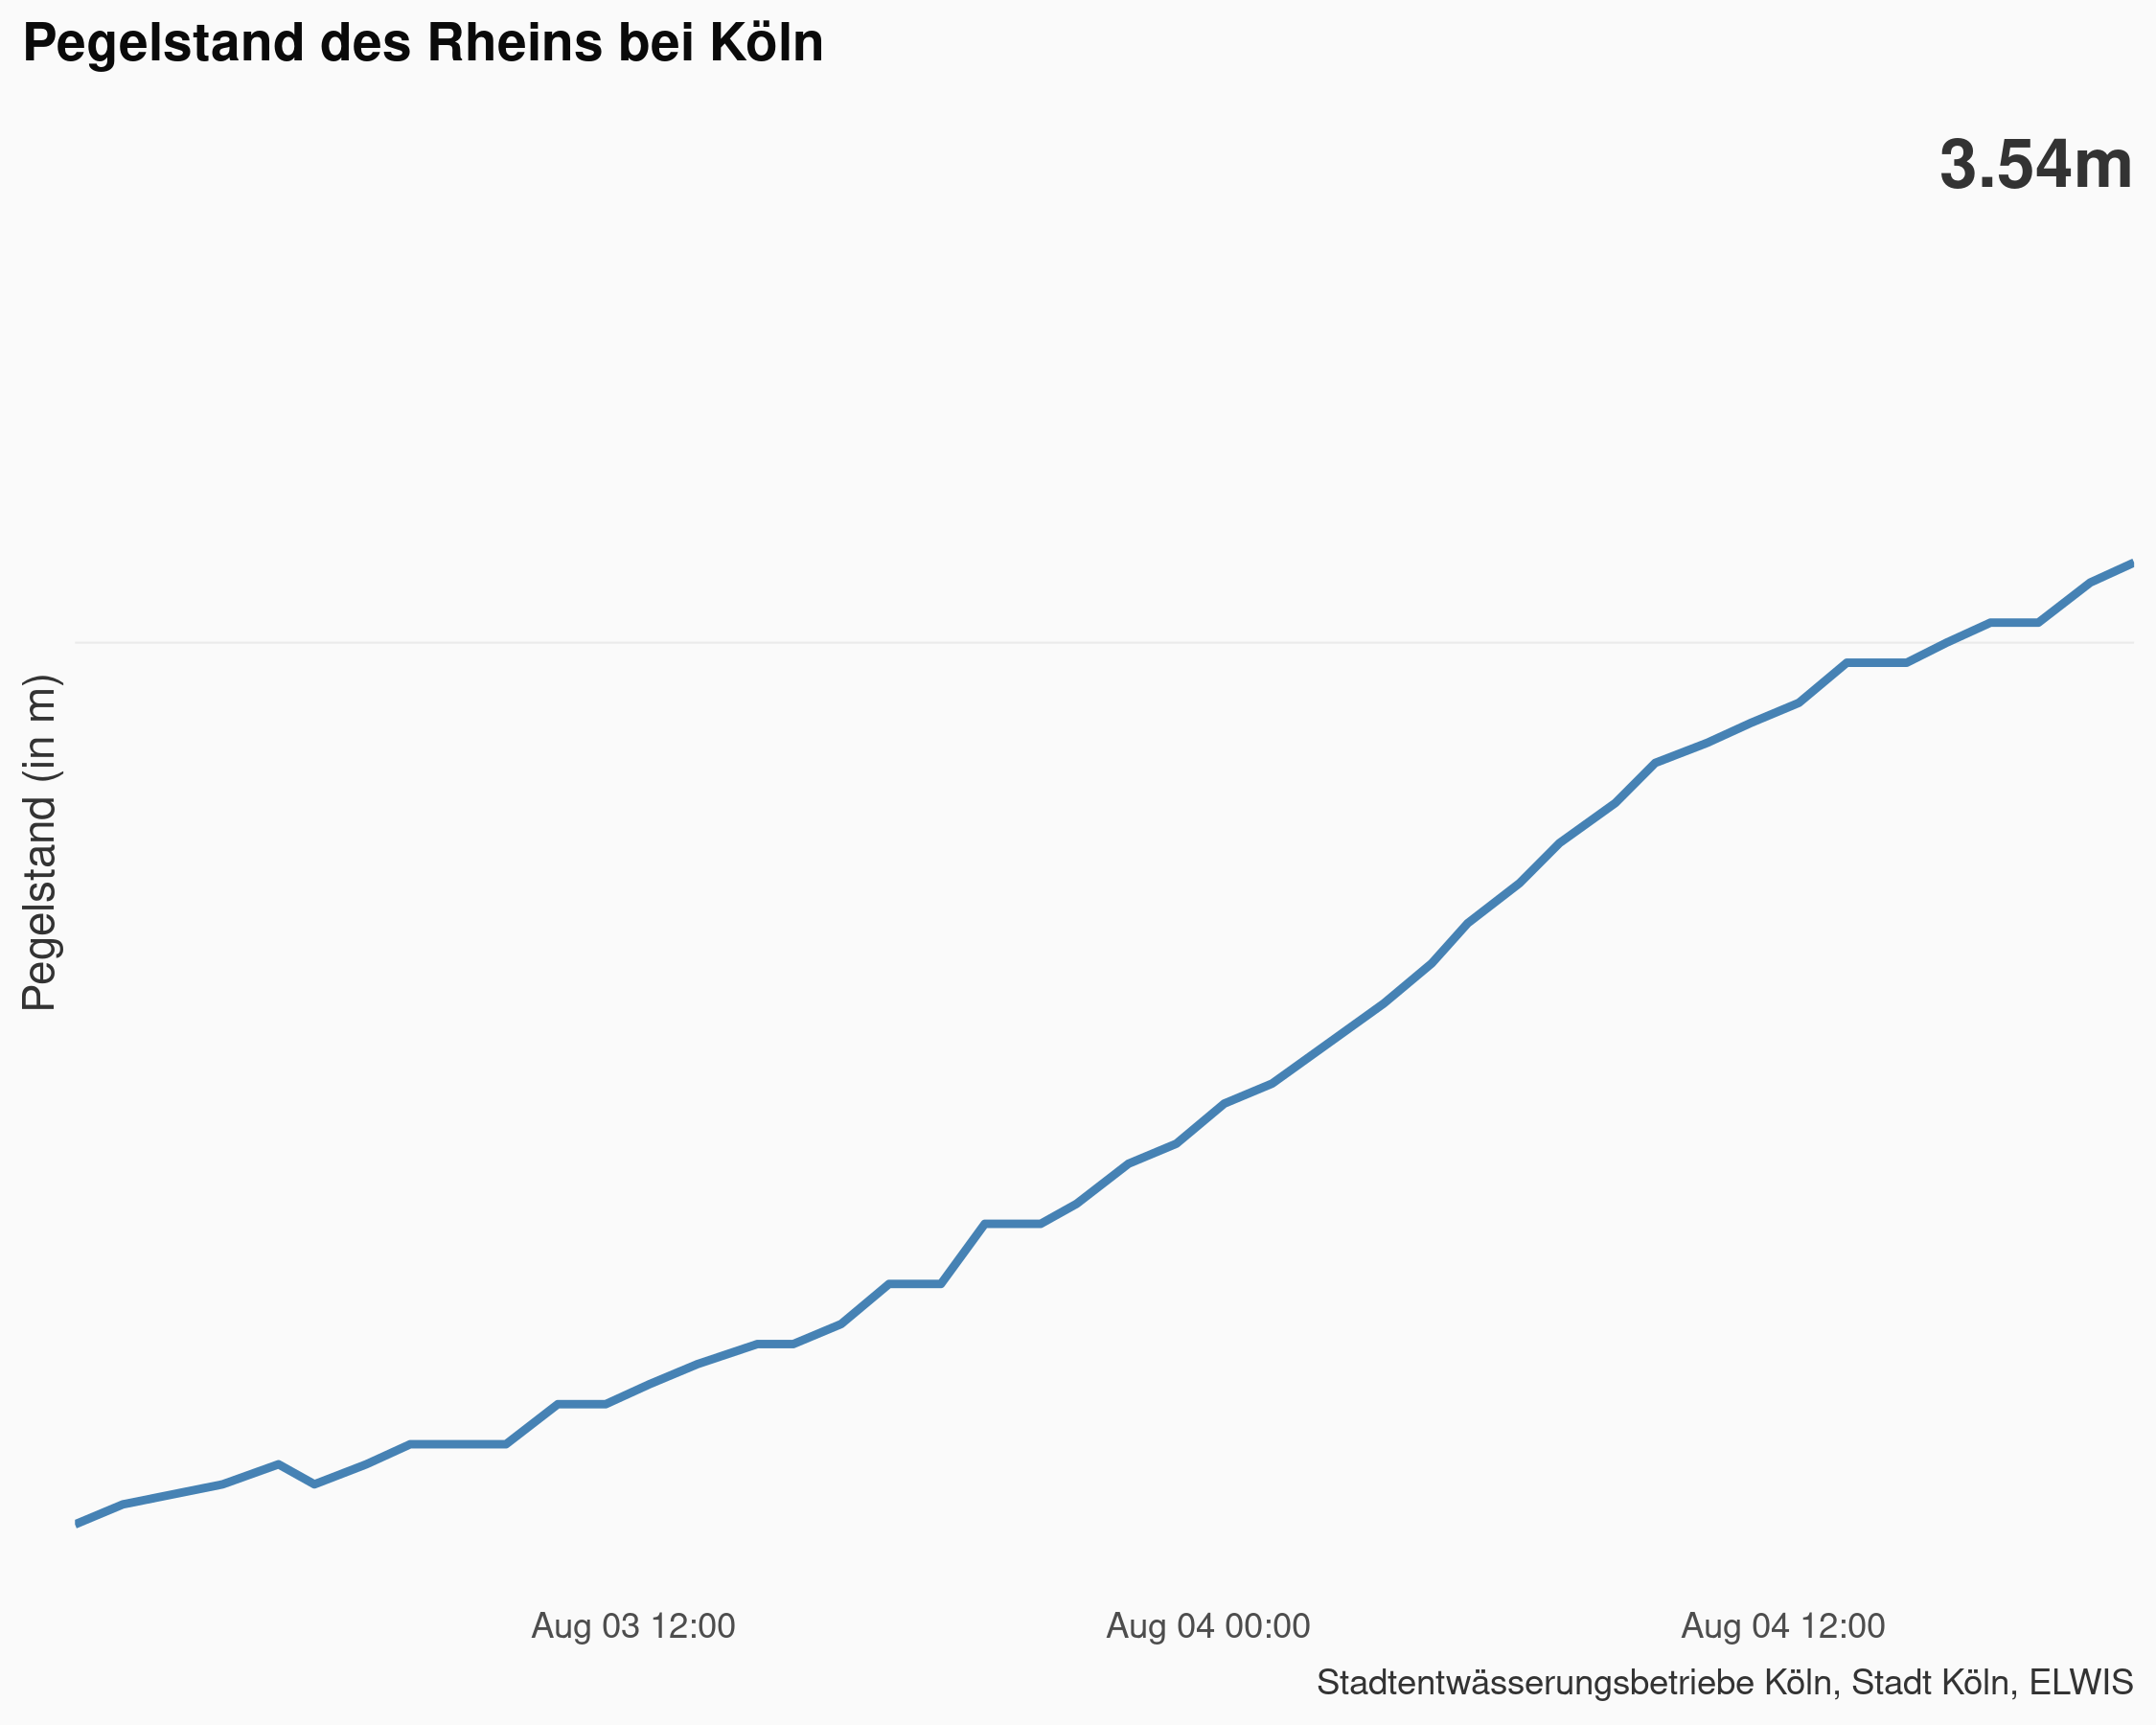 Pegelstand des Rheins bei Köln
3.54m
Pegelstand (in m)
Aug 03 12:00
Aug 04 00:00
Aug 04 12:00
Stadtentwässerungsbetriebe Köln, Stadt Köln, ELWIS